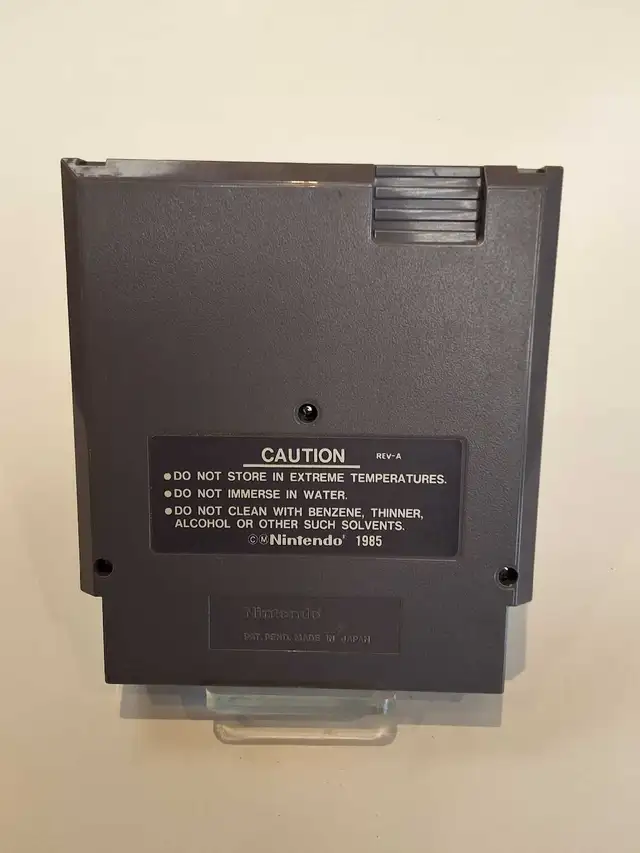 CAUTION REV-A
●DO NOT STORE IN EXTREME TEMPERATURES.
●DO NOT IMMERSE IN WATER.
●DO NOT CLEAN WITH BENZENE, THINNER,
ALCOHOL OR OTHER SUCH SOLVENTS.
©ⓂNintendo® 1985
Nintendo
PAT. PEND. MADE IN JAPAN